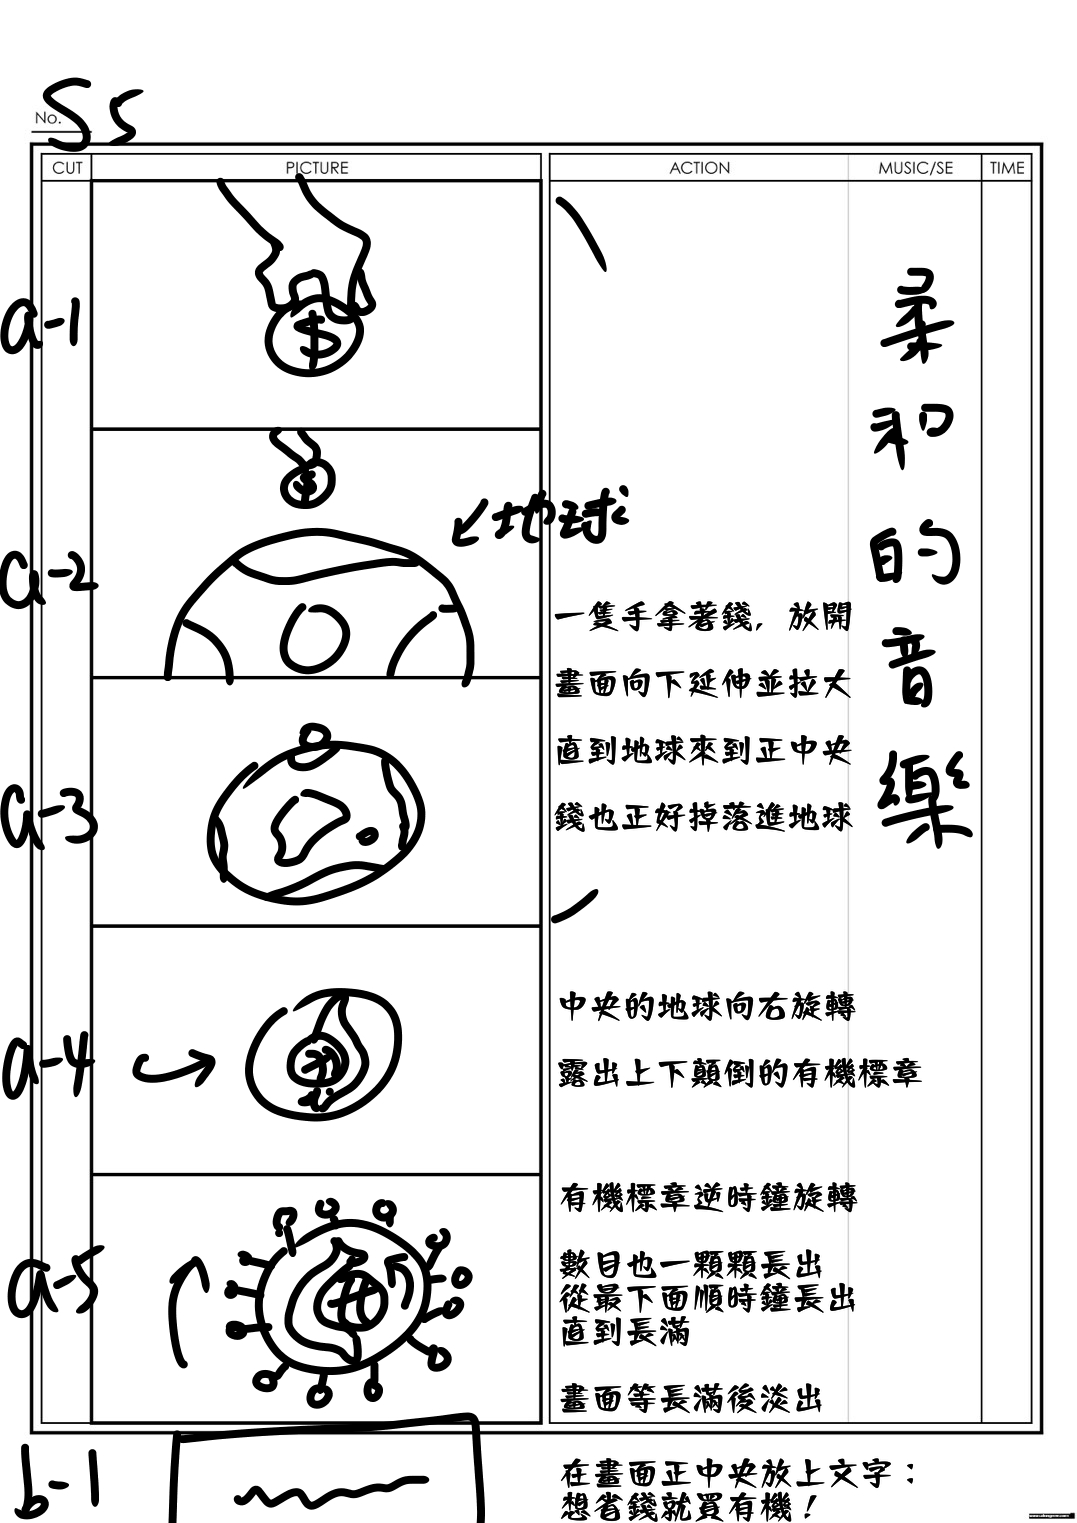 No. S5
CUT PICTURE ACTION MUSIC/SE TIME
a-1
$
a-2
$
地球
a-3
a-4
a-5
b-1
一隻手拿著錢，放開
畫面向下延伸並拉大
直到地球來到正中央
錢也正好掉落進地球
中央的地球向右旋轉
露出上下顛倒的有機標章
有機標章逆時鐘旋轉
數目也一顆顆長出
從最下面順時鐘長出
直到長滿
畫面等長滿後淡出
在畫面正中央放上文字：
想省錢就買有機！
柔和的音樂